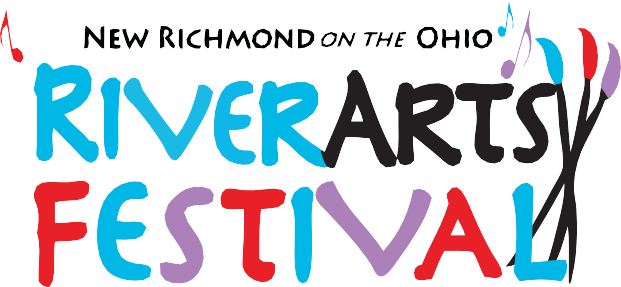 NEW RICHMOND ON THE OHIO
RIVERARTS
FESTIVAL